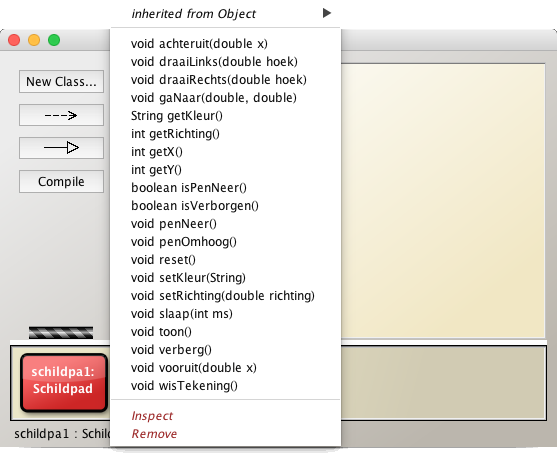 inherited from Object
void achteruit(double x)
void draaiLinks(double hoek)
void draaiRechts(double hoek)
void gaNaar(double, double)
String getKleur()
int getRichting()
int getX()
int getY()
boolean isPenNeer()
boolean isVerborgen()
void penNeer()
void penOmhoog()
void reset()
void setKleur(String)
void setRichting(double richting)
void slaap(int ms)
void toon()
void verberg()
void vooruit(double x)
void wisTekening()
Inspect
Remove
New Class...
Compile
schildpa1:
Schildpad
schildpa1 : Schild